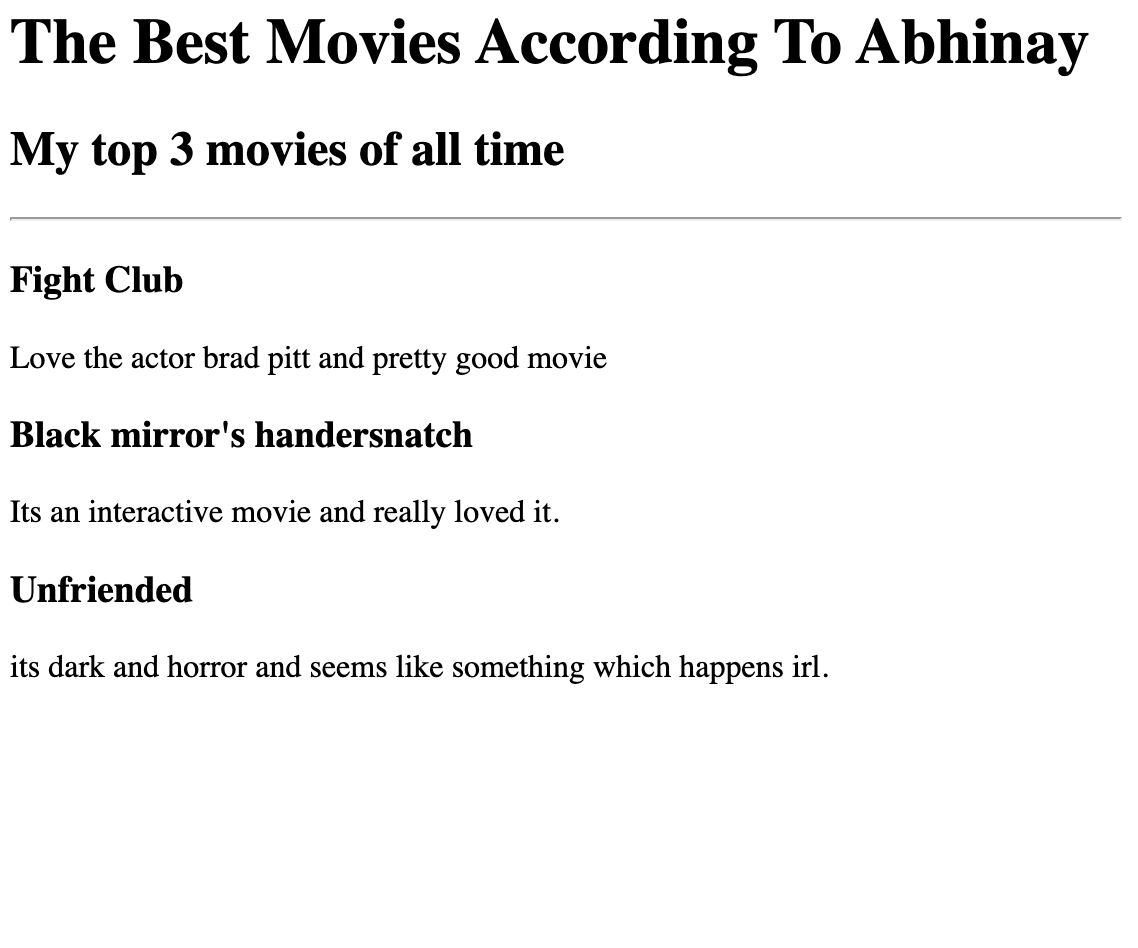 The Best Movies According To Abhinay
My top 3 movies of all time
Fight Club
Love the actor brad pitt and pretty good movie
Black mirror's handersnatch
Its an interactive movie and really loved it.
Unfriended
its dark and horror and seems like something which happens irl.